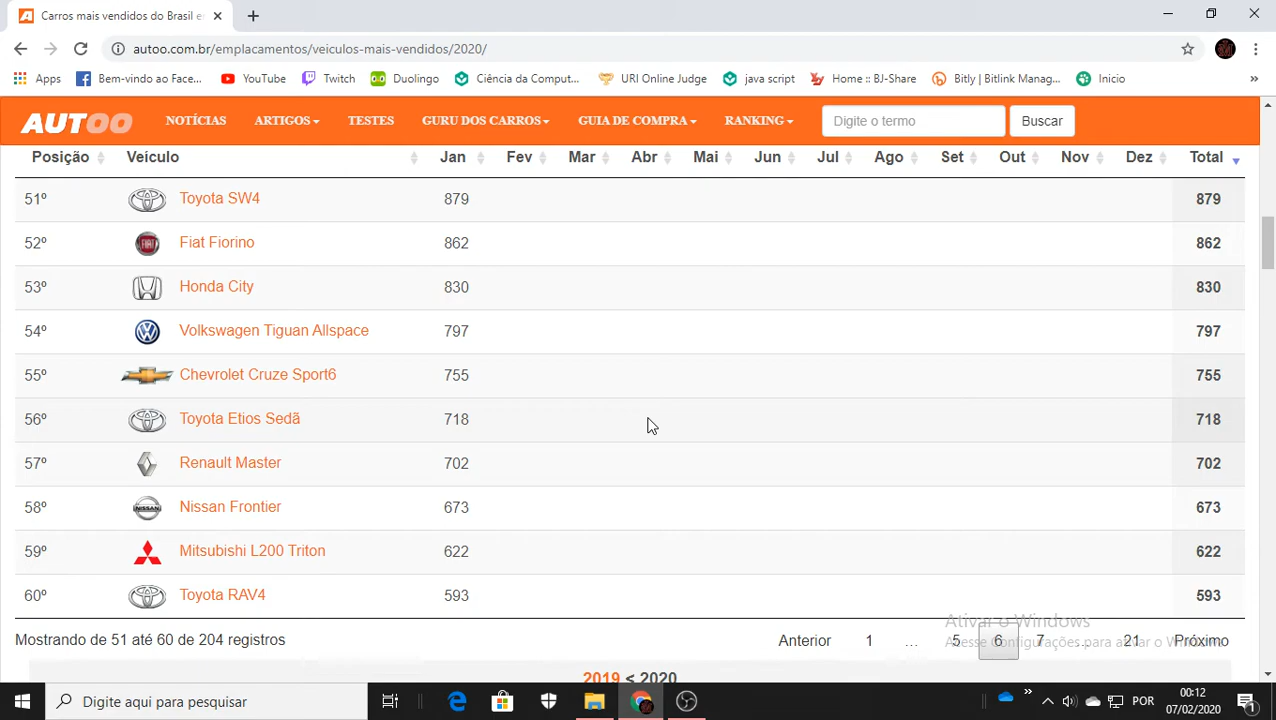 Carros mais vendidos do Brasil e
autoo.com.br/emplacamentos/veiculos-mais-vendidos/2020/
Apps Bem-vindo ao Face... YouTube Twitch Duolingo Ciência da Comput... URI Online Judge java script Home :: BJ-Share Bitly | Bitlink Manag... Inicio »
AUTOO NOTÍCIAS ARTIGOS TESTES GURU DOS CARROS GUIA DE COMPRA RANKING Digite o termo Buscar
Posição Veículo Jan Fev Mar Abr Mai Jun Jul Ago Set Out Nov Dez Total
51º Toyota SW4 879 879
52º Fiat Fiorino 862 862
53º Honda City 830 830
54º Volkswagen Tiguan Allspace 797 797
55º Chevrolet Cruze Sport6 755 755
56º Toyota Etios Sedã 718 718
57º Renault Master 702 702
58º Nissan Frontier 673 673
59º Mitsubishi L200 Triton 622 622
60º Toyota RAV4 593 593
Ativar o Windows
Mostrando de 51 até 60 de 204 registros Anterior 1 ... 5 6 7 ... 21 Próximo
Acesse Configurações para ativar o Windows.
2019 < 2020
Digite aqui para pesquisar POR 00:12
07/02/2020 1